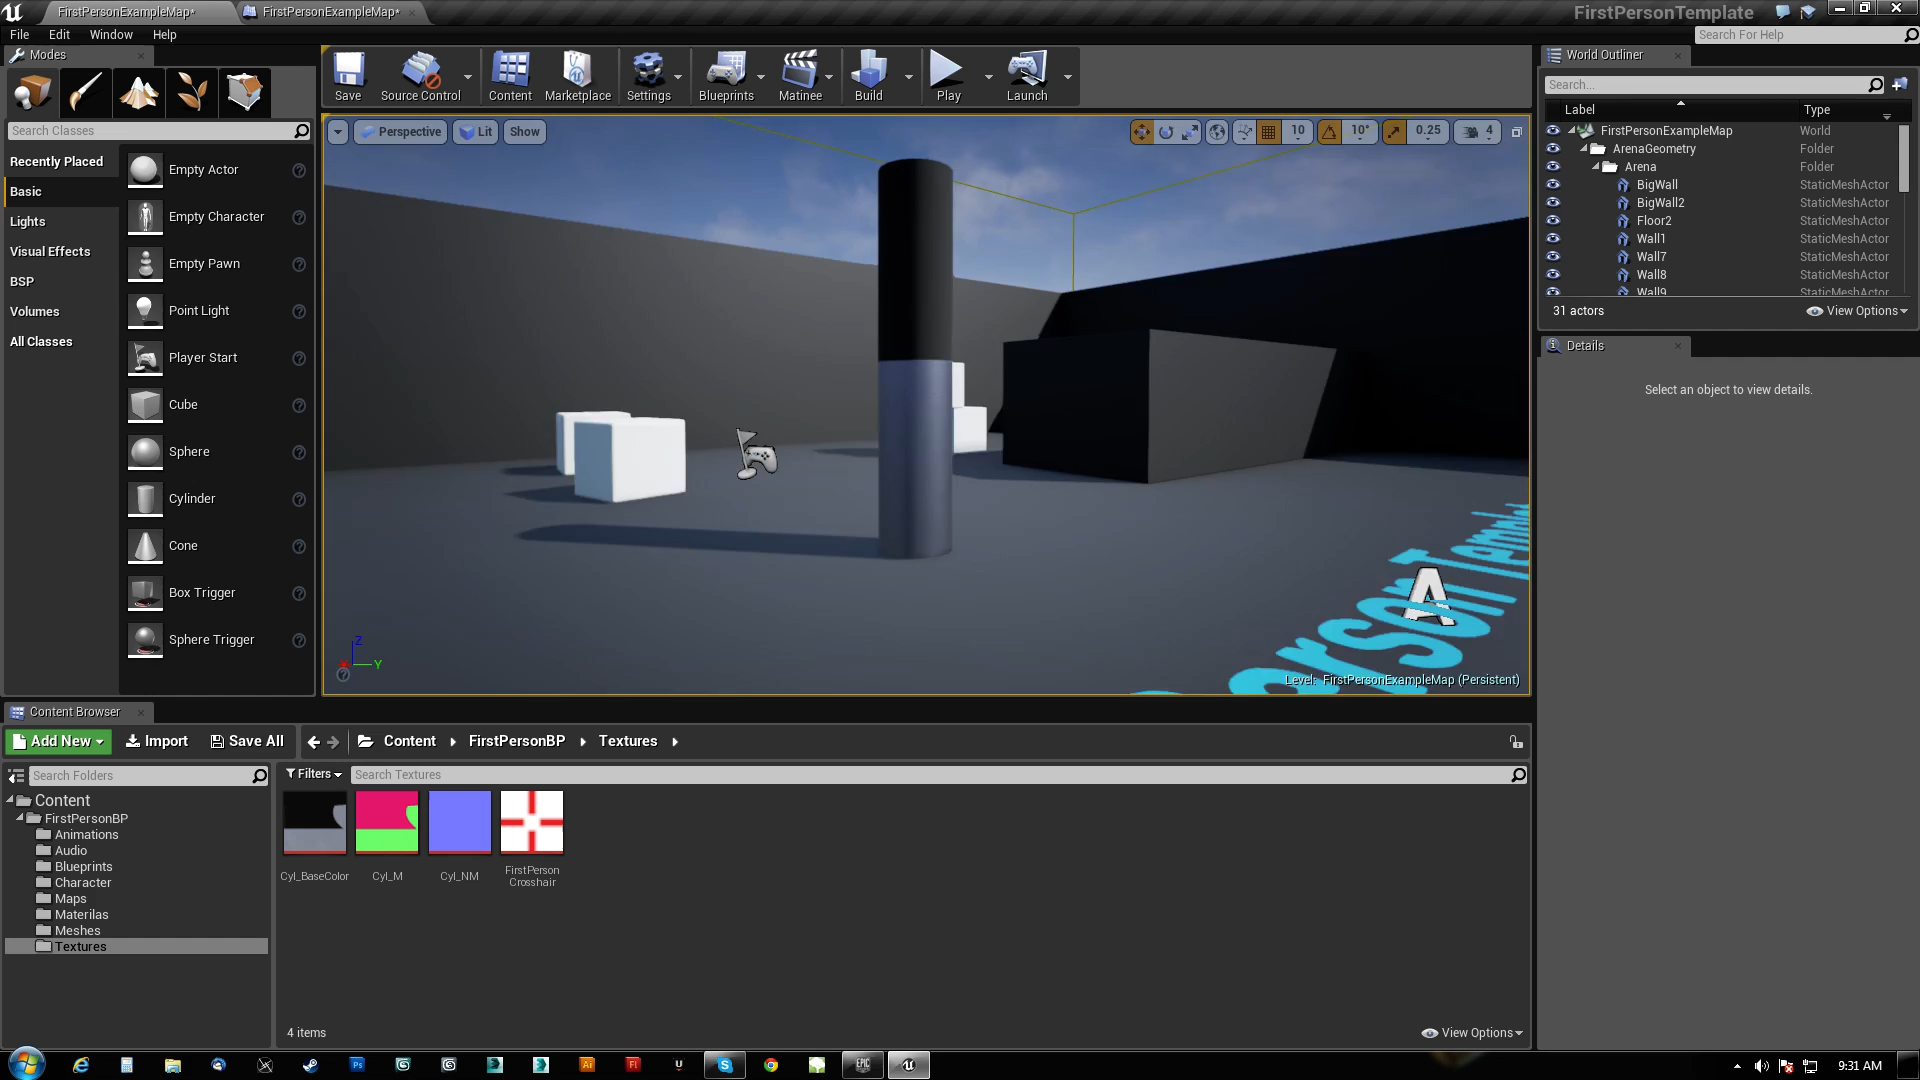 FirstPersonExampleMap*
FirstPersonExampleMap*
FirstPersonTemplate
File Edit Window Help
Search For Help
Modes
Save
Source Control
Content
Marketplace
Settings
Blueprints
Matinee
Build
Play
Launch
World Outliner
Search...
Label Type
Search Classes
Perspective
Lit
Show
10
10°
0.25
4
FirstPersonExampleMap World
ArenaGeometry Folder
Arena Folder
BigWall StaticMeshActor
BigWall2 StaticMeshActor
Floor2 StaticMeshActor
Wall1 StaticMeshActor
Wall7 StaticMeshActor
Wall8 StaticMeshActor
Wall9 StaticMeshActor
31 actors
View Options
Recently Placed
Basic
Lights
Visual Effects
BSP
Volumes
All Classes
Empty Actor
Empty Character
Empty Pawn
Point Light
Player Start
Cube
Sphere
Cylinder
Cone
Box Trigger
Sphere Trigger
Details
Select an object to view details.
Z
Y
A
Level: FirstPersonExampleMap (Persistent)
Content Browser
Add New
Import
Save All
Content
FirstPersonBP
Textures
Search Folders
Filters
Search Textures
Content
FirstPersonBP
Animations
Audio
Blueprints
Character
Maps
Materilas
Meshes
Textures
Cyl_BaseColor
Cyl_M
Cyl_NM
FirstPerson
Crosshair
4 items
View Options
Ps
Ai
Fl
EPIC
9:31 AM